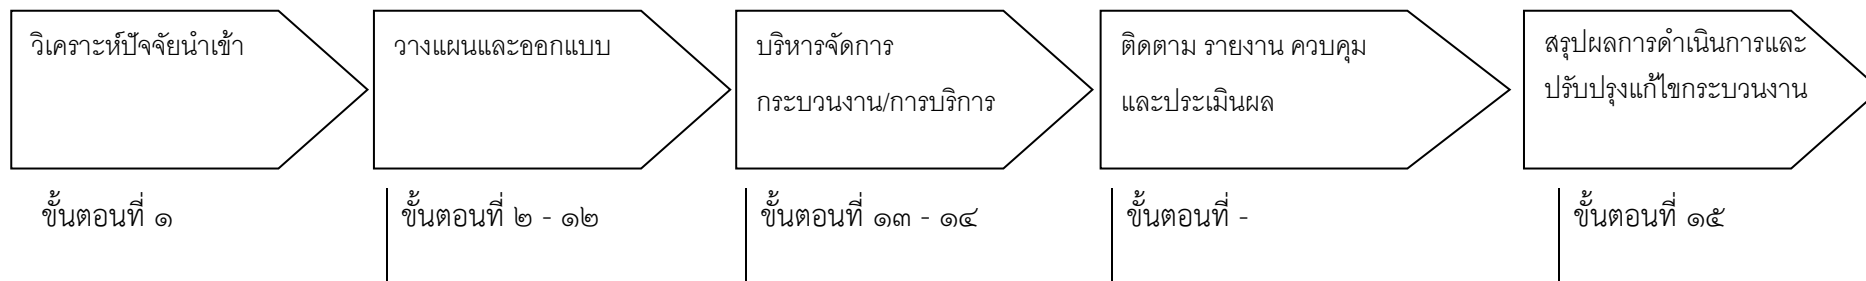 วิเคราะห์ปัจจัยนำเข้า
วางแผนและออกแบบ
บริหารจัดการ
กระบวนงาน/การบริการ
ติดตาม รายงาน ควบคุม
และประเมินผล
สรุปผลการดำเนินการและ
ปรับปรุงแก้ไขกระบวนงาน
ขั้นตอนที่ ๑
ขั้นตอนที่ ๒ - ๑๒
ขั้นตอนที่ ๑๓ - ๑๔
ขั้นตอนที่ -
ขั้นตอนที่ ๑๕